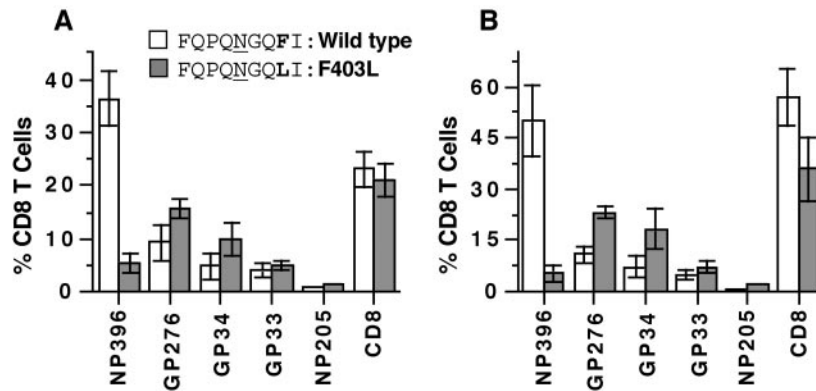 A
B
FQPQNGQFI: Wild type
FQPQNGQLI: F403L
% CD8 T Cells
40
30
20
10
0
NP396
GP276
GP34
GP33
NP205
CD8
% CD8 T Cells
60
45
30
15
0
NP396
GP276
GP34
GP33
NP205
CD8